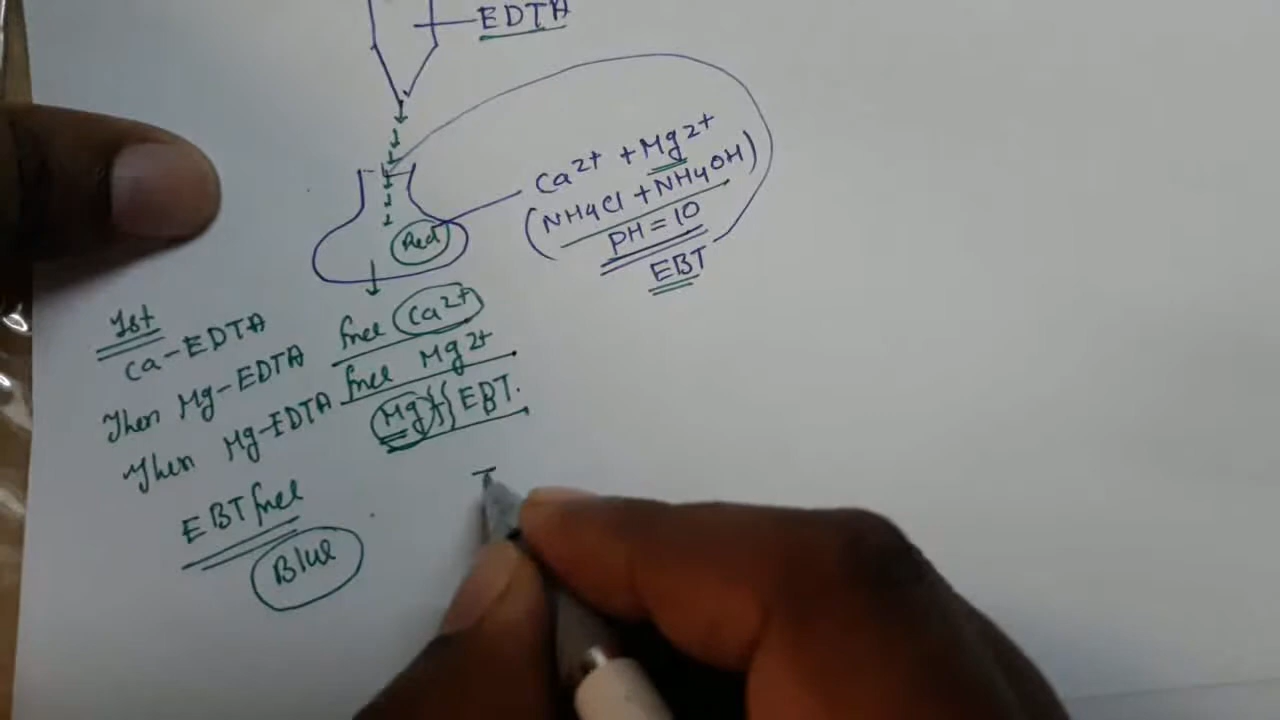 EDTA
Ca2+ + Mg2+
(NH4Cl + NH4OH)
PH = 10
EBT
Red
1st
Ca-EDTA
Then Mg-EDTA
Then Mg-EDTA
EBT free
Blue
free Ca2+
free Mg2+
Mg EBT.
T